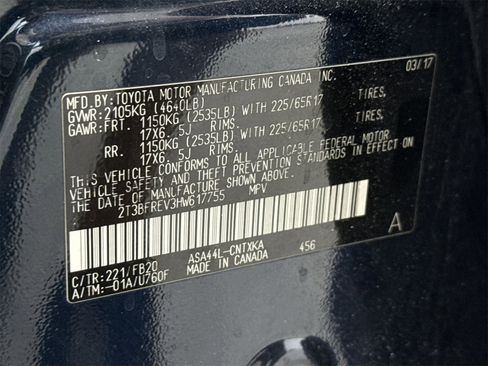 MFD.BY:TOYOTA MOTOR MANUFACTURING CANADA INC. 03/17
GVWR:2105KG (4640LB)
GAWR:FRT. 1150KG (2535LB) WITH 225/65R17 TIRES,
17X6. 5J RIMS.
RR. 1150KG (2535LB) WITH 225/65R17 TIRES,
17X6. 5J RIMS.
THIS VEHICLE CONFORMS TO ALL APPLICABLE FEDERAL MOTOR
VEHICLE SAFETY AND THEFT PREVENTION STANDARDS IN EFFECT ON
THE DATE OF MANUFACTURE SHOWN ABOVE.
2T3BFREV3HW617755 MPV
A
C/TR:221/FB20 ASA44L-CNTXKA 456
A/TM:-01A/U760F MADE IN CANADA